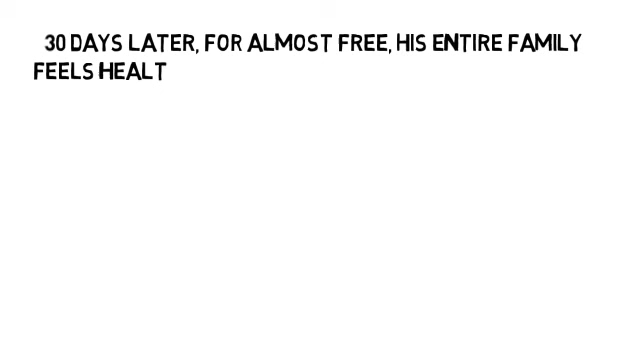 30 DAYS LATER, FOR ALMOST FREE, HIS ENTIRE FAMILY
FEELS HEALT